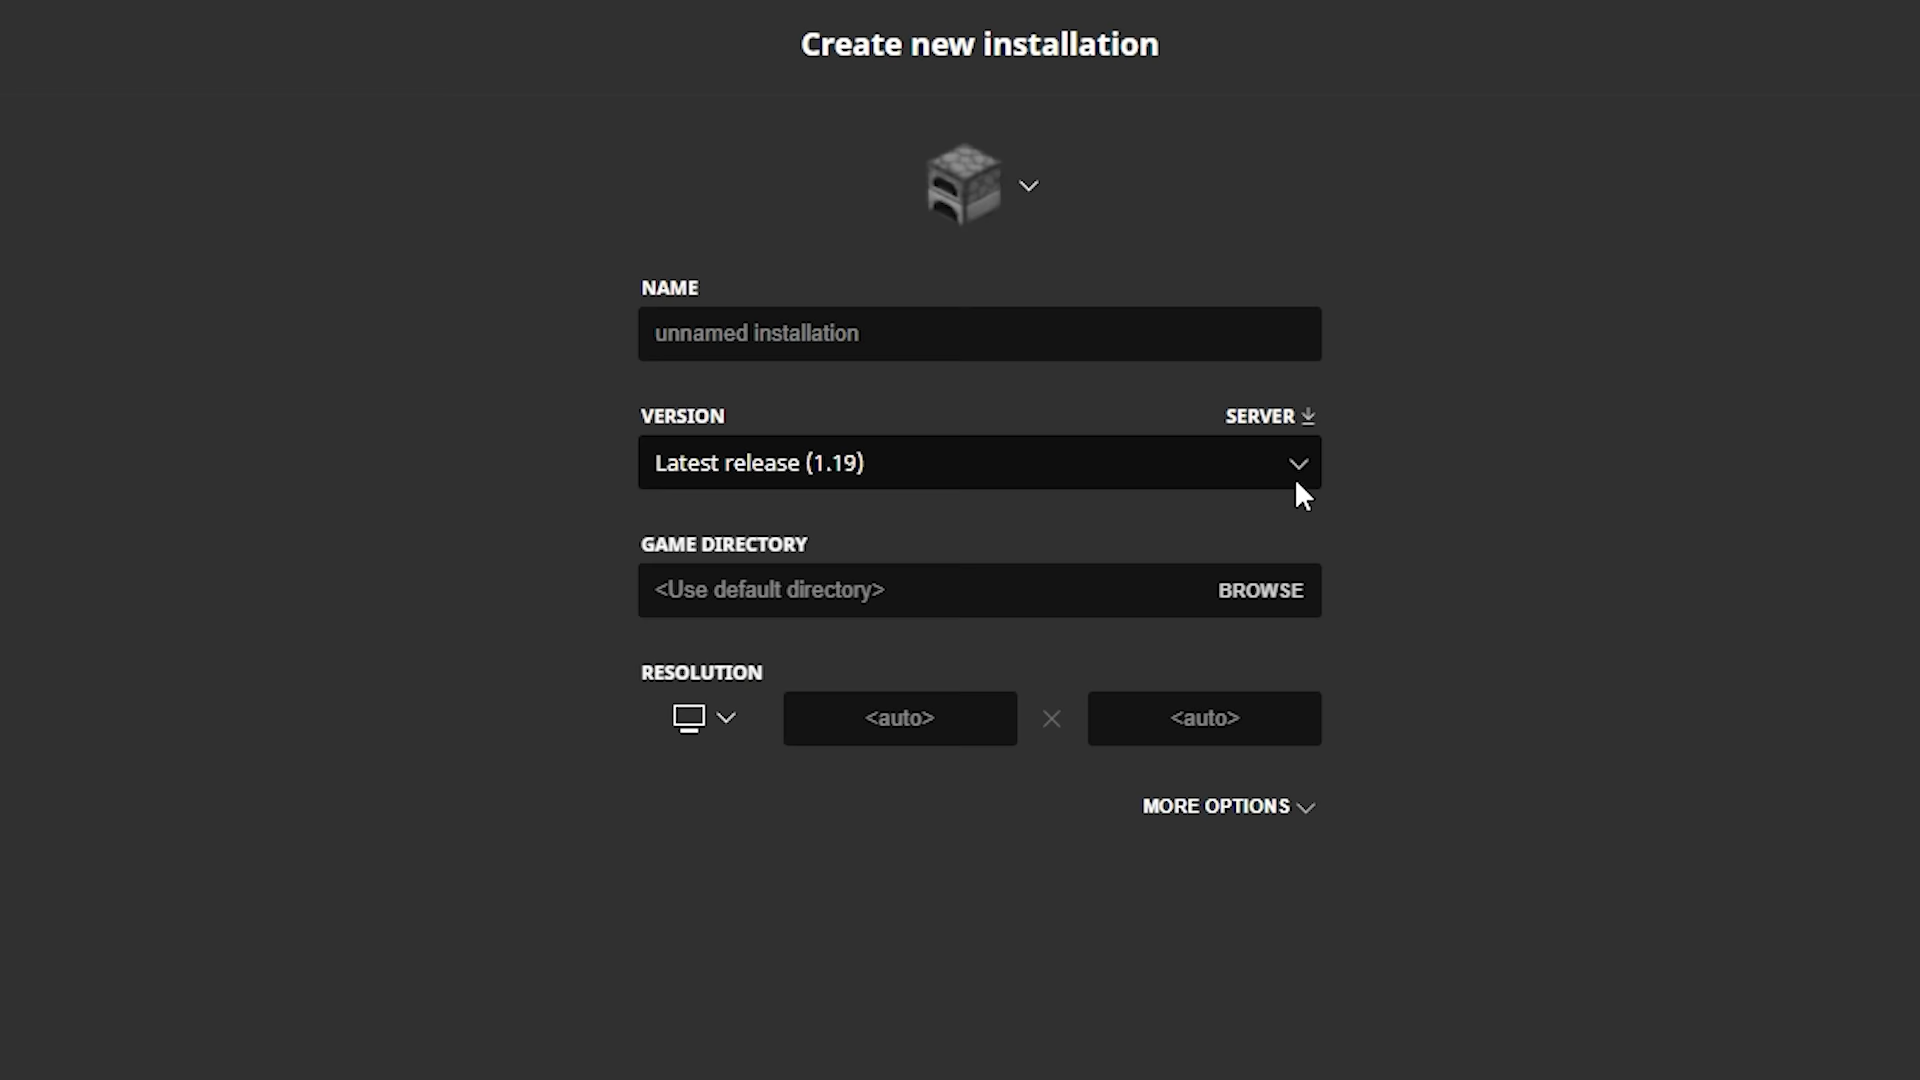 Create new installation
NAME
unnamed installation
VERSION
SERVER
Latest release (1.19)
GAME DIRECTORY
<Use default directory>
BROWSE
RESOLUTION
<auto>
<auto>
MORE OPTIONS